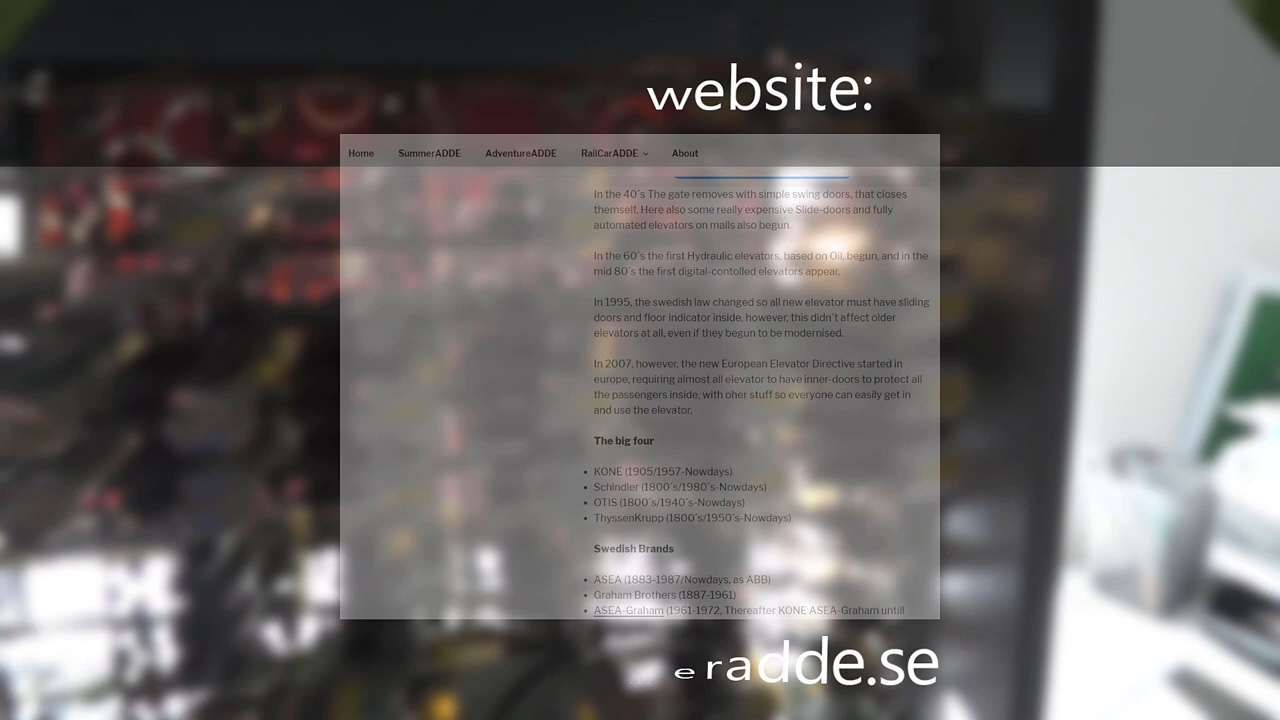 website:
Home SummerADDE AdventureADDE RailCarADDE About
In the 40´s The gate removes with simple swing doors, that closes
themself. Here also some really expensive Slide-doors and fully
automated elevators on malls also begun.
In the 60´s the first Hydraulic elevators, based on Oil, begun, and in the
mid 80´s the first digital-contolled elevators appear.
In 1995, the swedish law changed so all new elevator must have sliding
doors and floor indicator inside, however, this didn´t affect older
elevators at all, even if they begun to be modernised.
In 2007, however, the new European Elevator Directive started in
europe, requiring almost all elevator to have inner-doors to protect all
the passengers inside, with oher stuff so everyone can easily get in
and use the elevator.
The big four
• KONE (1905/1957-Nowdays)
• Schindler (1800´s/1980´s-Nowdays)
• OTIS (1800´s/1940´s-Nowdays)
• ThyssenKrupp (1800´s/1950´s-Nowdays)
Swedish Brands
• ASEA (1883-1987/Nowdays, as ABB)
• Graham Brothers (1887-1961)
• ASEA-Graham (1961-1972, Thereafter KONE ASEA-Graham untill
eradde.se